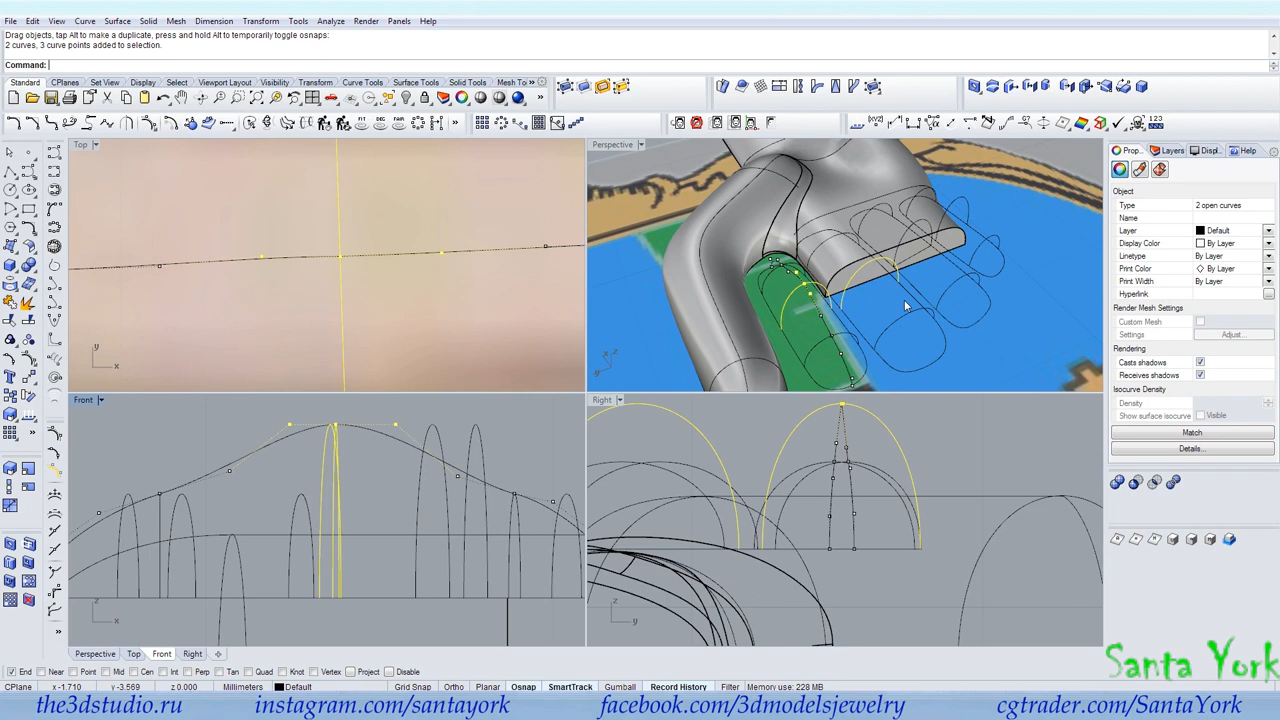 File Edit View Curve Surface Solid Mesh Dimension Transform Tools Analyze Render Panels Help
Drag objects, tap Alt to make a duplicate, press and hold Alt to temporarily toggle osnaps:
2 curves, 3 curve points added to selection.
Command:
Standard CPlanes Set View Display Select Viewport Layout Visibility Transform Curve Tools Surface Tools Solid Tools Mesh To
Top
Perspective
Front
Right
y
x
z
x
z
y
x
z
Prop... Layers Displ... Help
Object
Type 2 open curves
Name
Layer Default
Display Color By Layer
Linetype By Layer
Print Color By Layer
Print Width By Layer
Hyperlink
Render Mesh Settings
Custom Mesh
Settings Adjust...
Rendering
Casts shadows
Receives shadows
Isocurve Density
Density
Show surface isocurve Visible
Match
Details...
Perspective Top Front Right
End Near Point Mid Cen Int Perp Tan Quad Knot Vertex Project Disable
CPlane x -1.710 y -3.569 z 0.000 Millimeters Default Grid Snap Ortho Planar Osnap SmartTrack Gumball Record History Filter Memory use: 228 MB
Santa York
the3dstudio.ru instagram.com/santayork facebook.com/3dmodelsjewelry cgtrader.com/SantaYork